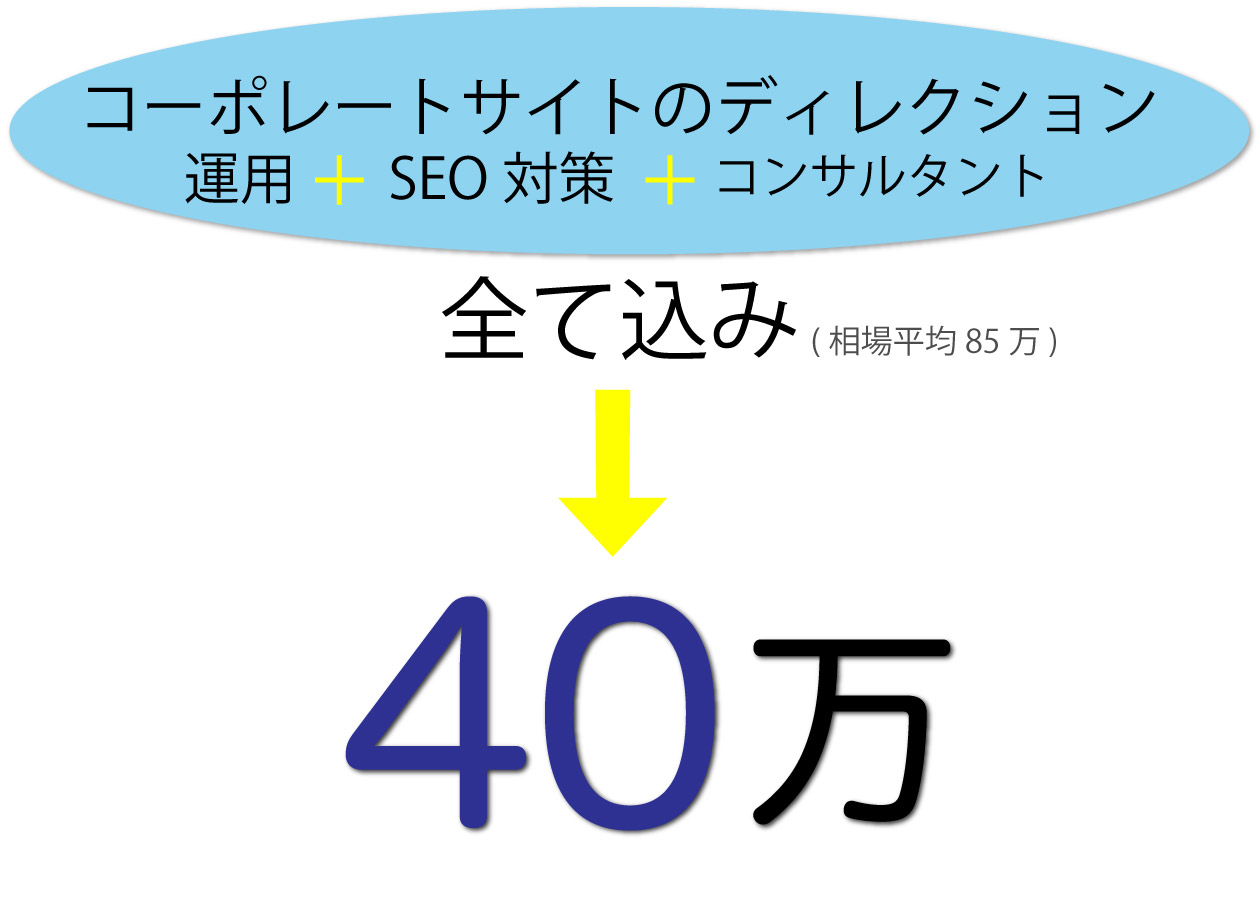 コーポレートサイトのディレクション
運用 + SEO 対策 + コンサルタント
全て込み ( 相場平均 85 万 )
40万